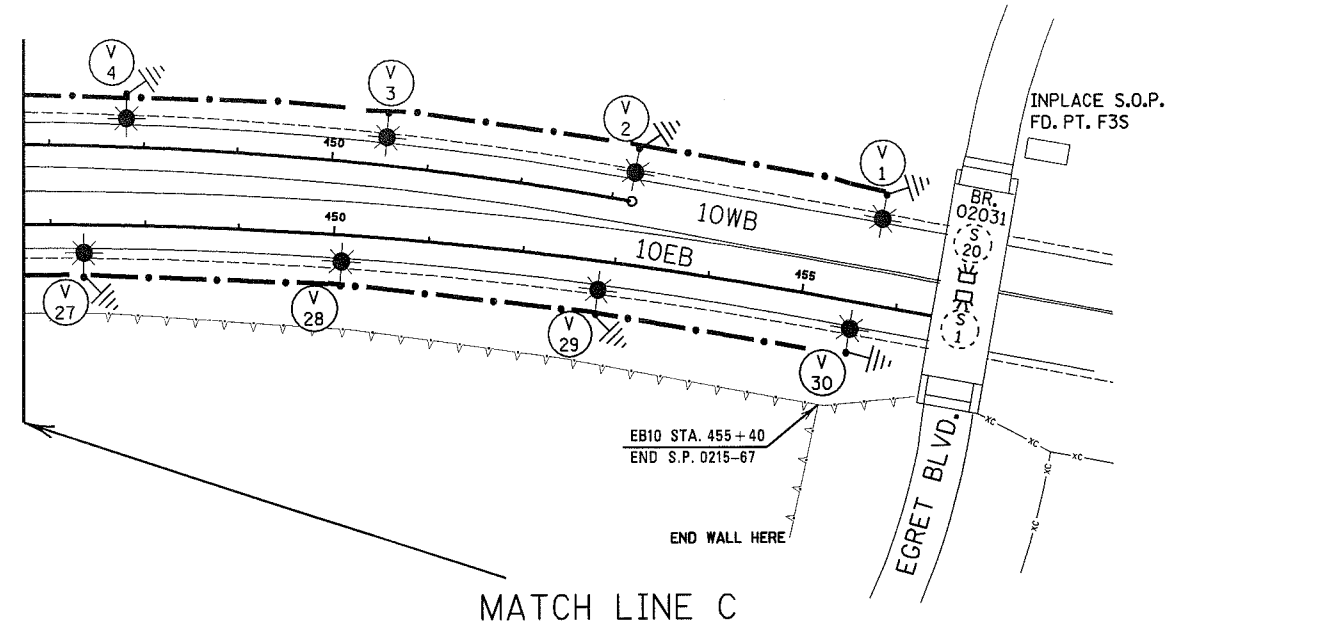 V
4
V
3
V
2
V
1
INPLACE S.O.P.
FD. PT. F3S
450
10WB
BR.
02031
S
20
450
10EB
455
S
1
V
27
V
28
V
29
V
30
EB10 STA. 455+40
END S.P. 0215-67
END WALL HERE
EGRET BLVD.
XC
XC
XC
XC
XC
MATCH LINE C